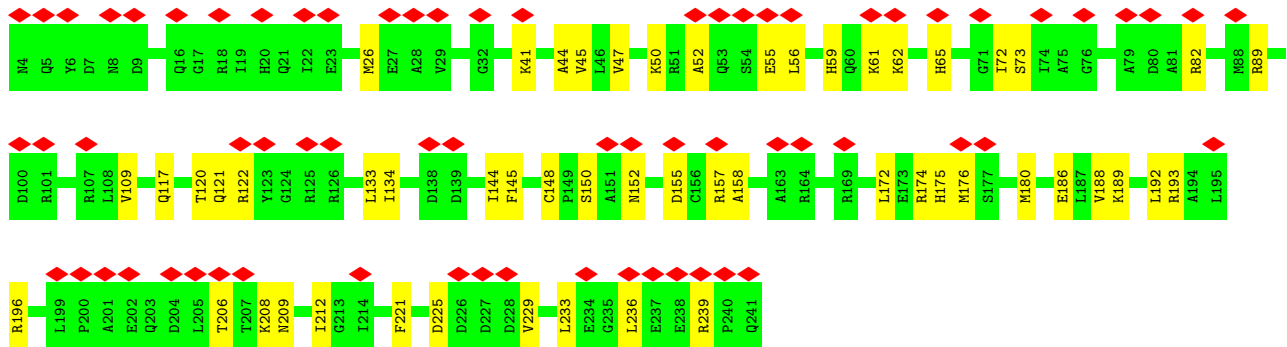 N4 Q5 Y6 D7 N8 D9 Q16 G17 R18 I19 H20 Q21 I22 E23 M26 E27 A28 V29 G32 K41 A44 V45 L46 V47 K50 R51 A52 Q53 S54 E55 L56 H59 Q60 K61 K62 H65 G71 I72 S73 I74 A75 G76 A79 D80 A81 R82 M88 R89
D100 R101 R107 L108 V109 Q117 T120 Q121 R122 Y123 G124 R125 R126 L133 I134 D138 D139 I144 F145 C148 P149 S150 A151 N152 D155 C156 R157 A158 A163 R164 R169 L172 E173 R174 H175 M176 S177 M180 E186 L187 V188 K189 L192 R193 A194 L195
R196 L199 P200 A201 E202 Q203 D204 L205 T206 T207 K208 N209 I212 G213 I214 F221 D225 D226 D227 D228 V229 L233 E234 G235 L236 E237 E238 R239 P240 Q241